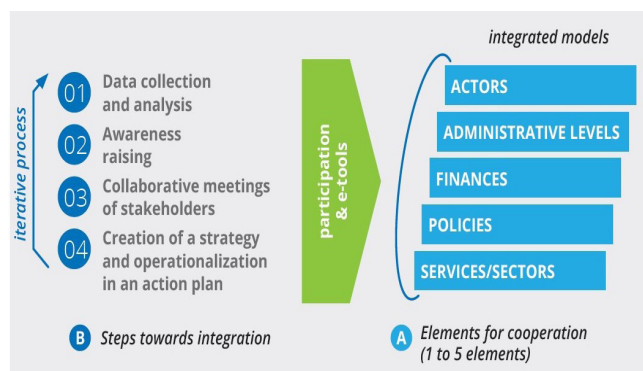 iterative process
01 Data collection
and analysis
02 Awareness
raising
03 Collaborative meetings
of stakeholders
04 Creation of a strategy
and operationalization
in an action plan
B Steps towards integration
participation
& e-tools
integrated models
ACTORS
ADMINISTRATIVE LEVELS
FINANCES
POLICIES
SERVICES/SECTORS
A Elements for cooperation
(1 to 5 elements)